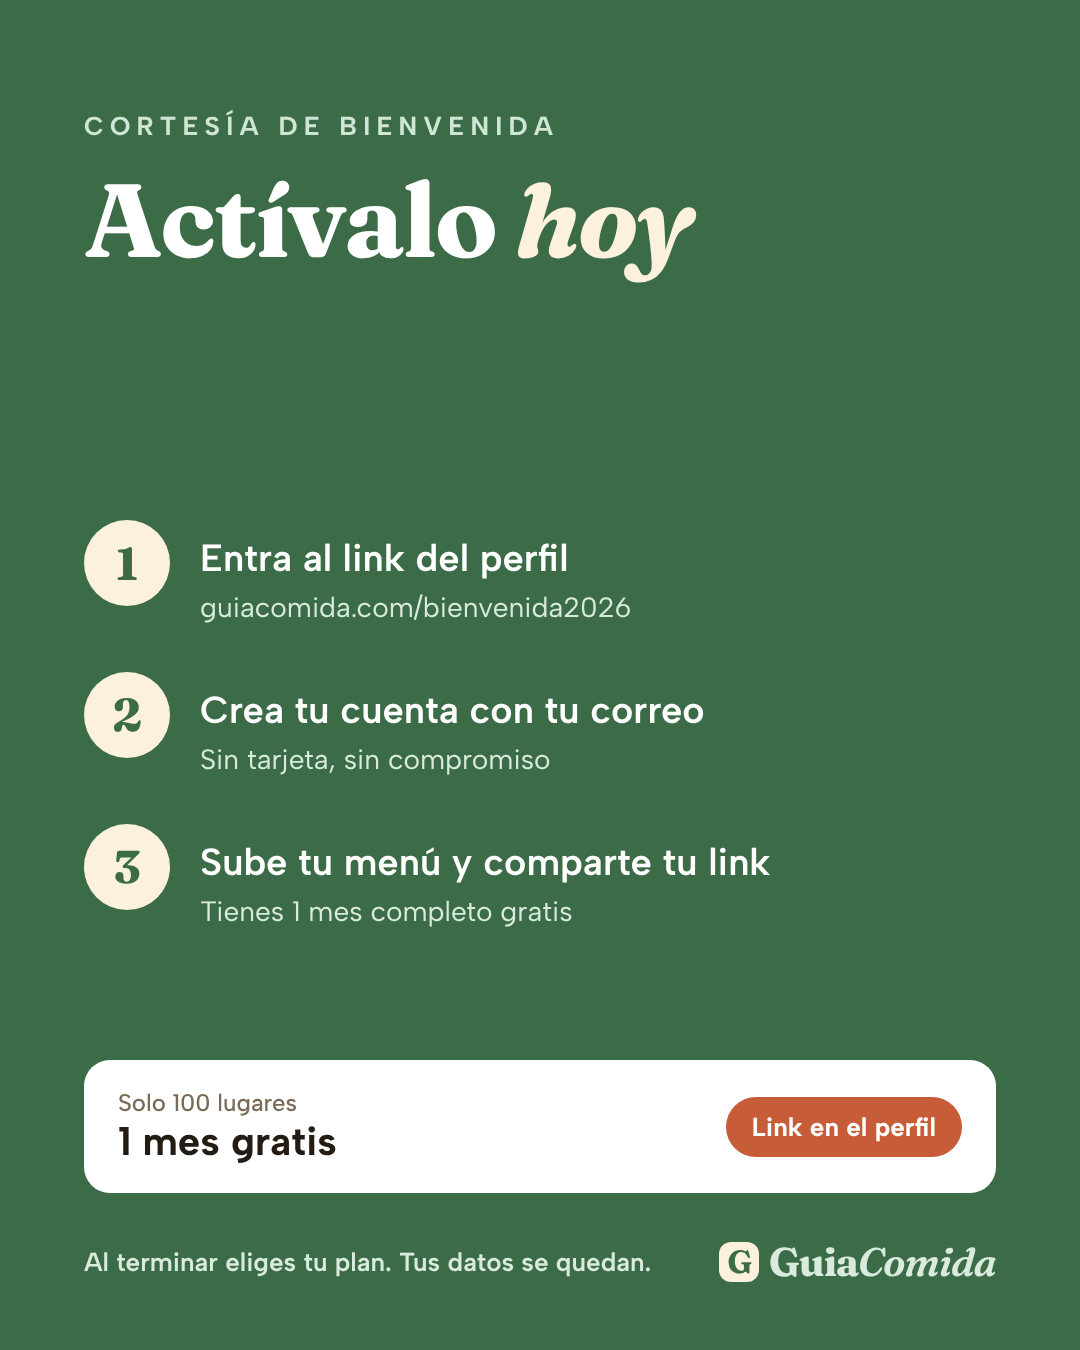 CORTESÍA DE BIENVENIDA
Actívalo hoy
1
Entra al link del perfil
guiacomida.com/bienvenida2026
2
Crea tu cuenta con tu correo
Sin tarjeta, sin compromiso
3
Sube tu menú y comparte tu link
Tienes 1 mes completo gratis
Solo 100 lugares
1 mes gratis
Link en el perfil
Al terminar eliges tu plan. Tus datos se quedan.
G GuiaComida